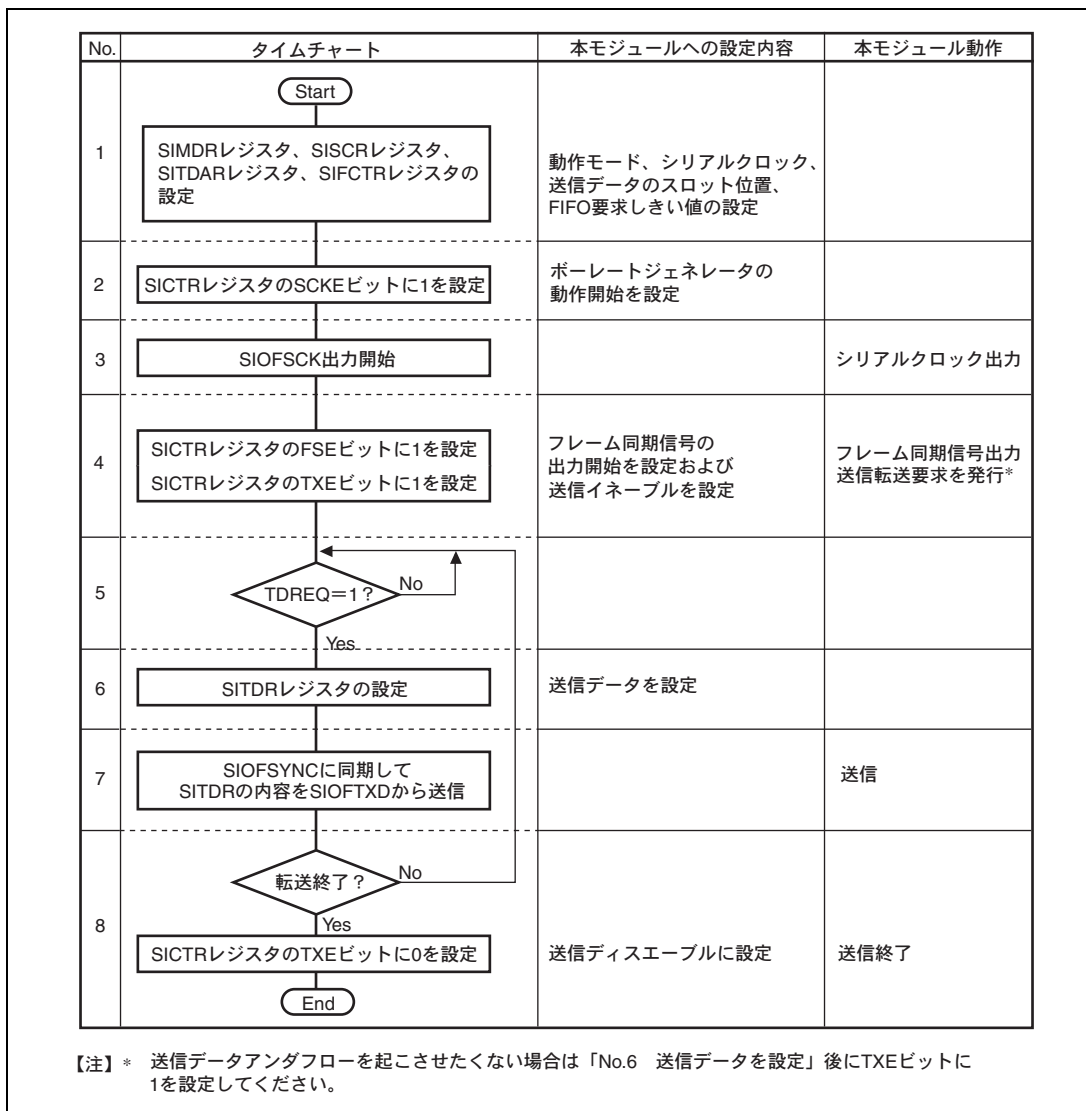 No. タイムチャート 本モジュールへの設定内容 本モジュール動作
Start
1
SIMDRレジスタ、SISCRレジスタ、
SITDARレジスタ、SIFCTRレジスタの
設定
動作モード、シリアルクロック、
送信データのスロット位置、
FIFO要求しきい値の設定
2
SICTRレジスタのSCKEビットに1を設定
ボーレートジェネレータの
動作開始を設定
3
SIOFSCK出力開始
シリアルクロック出力
4
SICTRレジスタのFSEビットに1を設定
SICTRレジスタのTXEビットに1を設定
フレーム同期信号の
出力開始を設定および
送信イネーブルを設定
フレーム同期信号出力
送信転送要求を発行*
5
TDREQ=1?
No
Yes
6
SITDRレジスタの設定
送信データを設定
7
SIOFSYNCに同期して
SITDRの内容をSIOFTXDから送信
送信
8
転送終了?
No
Yes
SICTRレジスタのTXEビットに0を設定
送信ディスエーブルに設定
送信終了
End
【注】* 送信データアンダフローを起こさせたくない場合は「No.6 送信データを設定」後にTXEビットに
1を設定してください。